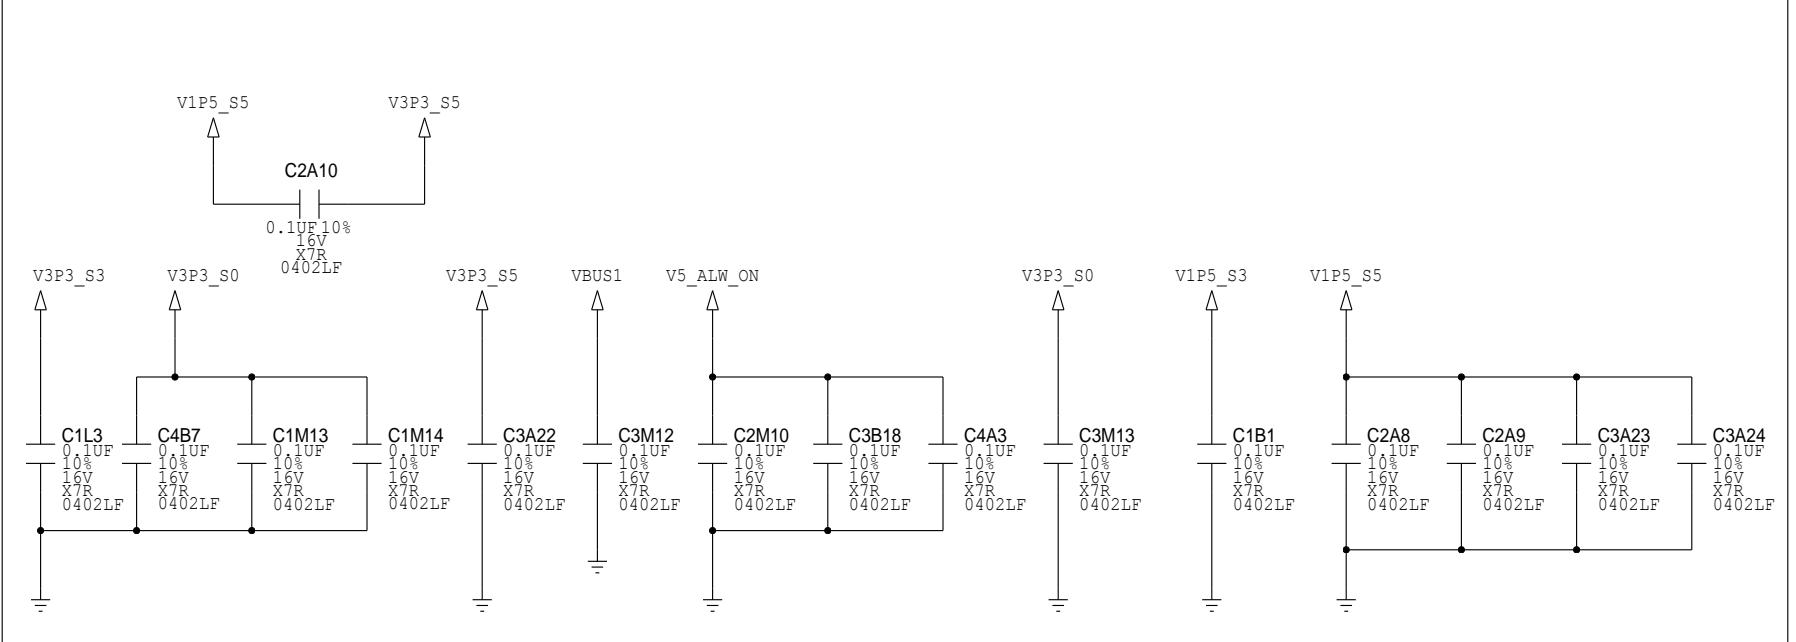 V1P5_S5
V3P3_S5
C2A10
0.1UF 10%
16V
X7R
0402LF
V3P3_S3
V3P3_S0
V3P3_S5
VBUS1
V5_ALW_ON
V3P3_S0
V1P5_S3
V1P5_S5
C1L3
0.1UF
10%
16V
X7R
0402LF
C4B7
0.1UF
10%
16V
X7R
0402LF
C1M13
0.1UF
10%
16V
X7R
0402LF
C1M14
0.1UF
10%
16V
X7R
0402LF
C3A22
0.1UF
10%
16V
X7R
0402LF
C3M12
0.1UF
10%
16V
X7R
0402LF
C2M10
0.1UF
10%
16V
X7R
0402LF
C3B18
0.1UF
10%
16V
X7R
0402LF
C4A3
0.1UF
10%
16V
X7R
0402LF
C3M13
0.1UF
10%
16V
X7R
0402LF
C1B1
0.1UF
10%
16V
X7R
0402LF
C2A8
0.1UF
10%
16V
X7R
0402LF
C2A9
0.1UF
10%
16V
X7R
0402LF
C3A23
0.1UF
10%
16V
X7R
0402LF
C3A24
0.1UF
10%
16V
X7R
0402LF